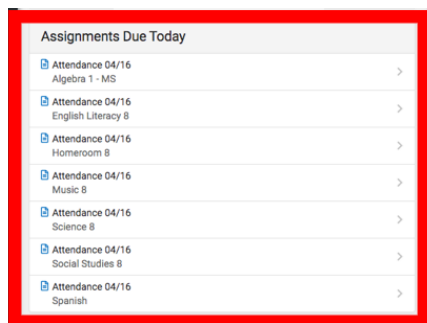 Assignments Due Today
Attendance 04/16
Algebra 1 - MS
Attendance 04/16
English Literacy 8
Attendance 04/16
Homeroom 8
Attendance 04/16
Music 8
Attendance 04/16
Science 8
Attendance 04/16
Social Studies 8
Attendance 04/16
Spanish